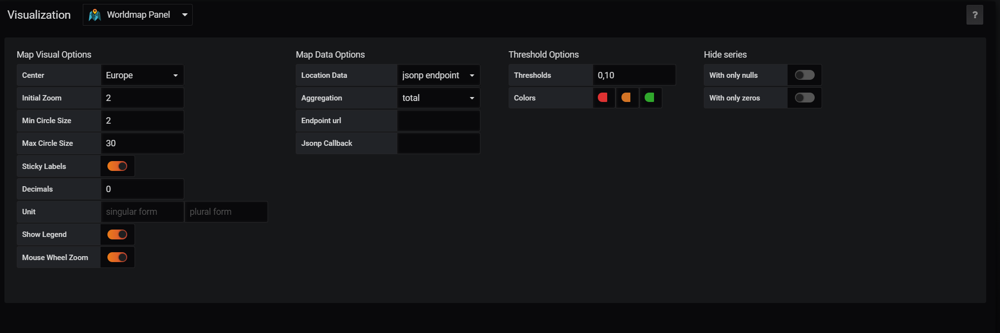 Visualization
Worldmap Panel
?
Map Visual Options
Center
Europe
Initial Zoom
2
Min Circle Size
2
Max Circle Size
30
Sticky Labels
Decimals
0
Unit
singular form
plural form
Show Legend
Mouse Wheel Zoom
Map Data Options
Location Data
jsonp endpoint
Aggregation
total
Endpoint url
Jsonp Callback
Threshold Options
Thresholds
0,10
Colors
Hide series
With only nulls
With only zeros